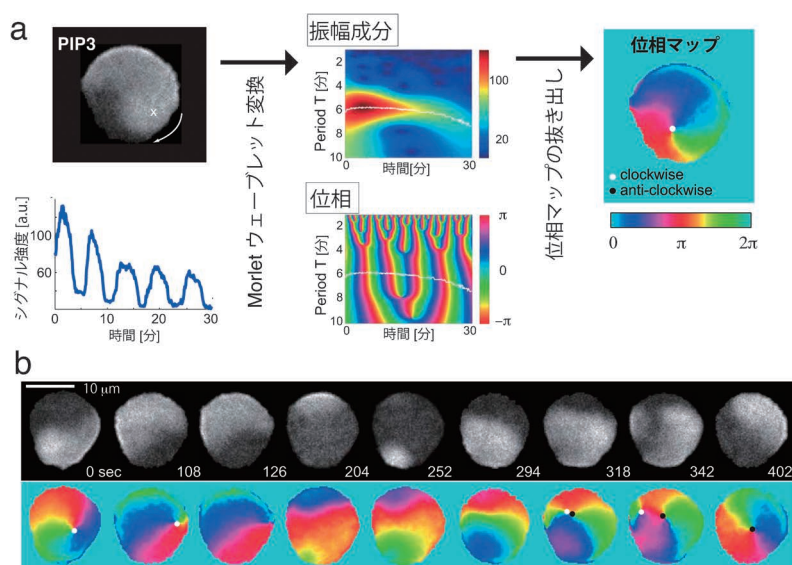 a
PIP3
x
シグナル強度 [a.u.]
100
60
0
10
20
30
時間 [分]
Morlet ウェーブレット変換
振幅成分
Period T [分]
2
4
6
8
10
0
30
時間[分]
100
20
位相
Period T [分]
2
4
6
8
10
0
30
時間[分]
π
0
−π
位相マップの抜き出し
位相マップ
clockwise
anti-clockwise
0
π
2π
b
10 μm
0 sec
108
126
204
252
294
318
342
402